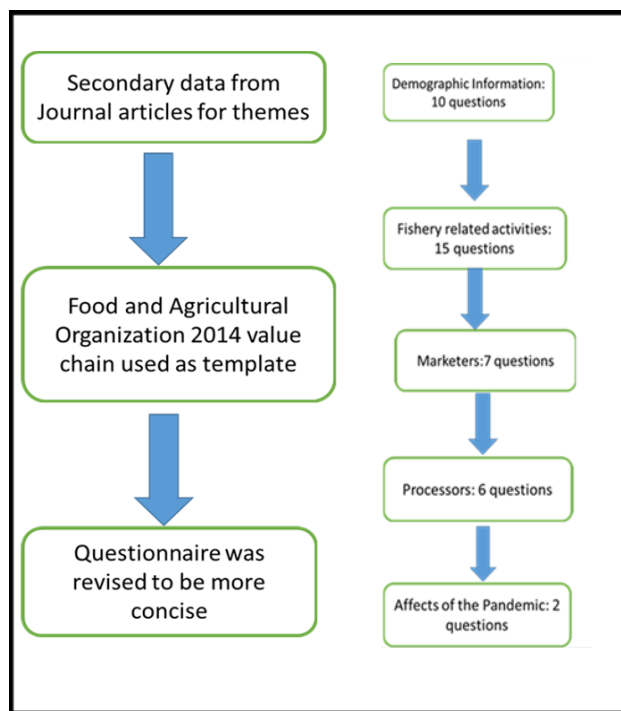 Secondary data from
Journal articles for themes
Food and Agricultural
Organization 2014 value
chain used as template
Questionnaire was
revised to be more
concise
Demographic Information:
10 questions
Fishery related activities:
15 questions
Marketers:7 questions
Processors: 6 questions
Affects of the Pandemic: 2
questions